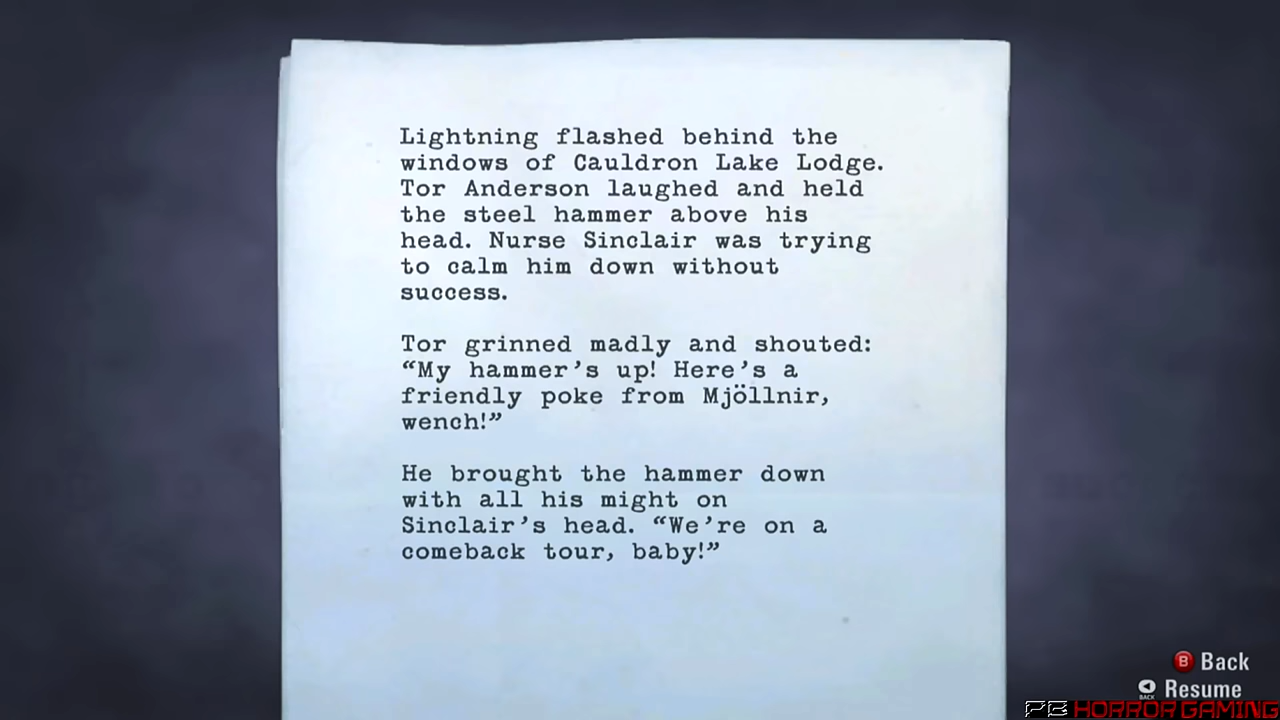 Lightning flashed behind the
windows of Cauldron Lake Lodge.
Tor Anderson laughed and held
the steel hammer above his
head. Nurse Sinclair was trying
to calm him down without
success.
Tor grinned madly and shouted:
“My hammer’s up! Here’s a
friendly poke from Mjöllnir,
wench!”
He brought the hammer down
with all his might on
Sinclair’s head. “We’re on a
comeback tour, baby!”
B Back
BACK Resume
PB HORROR GAMING